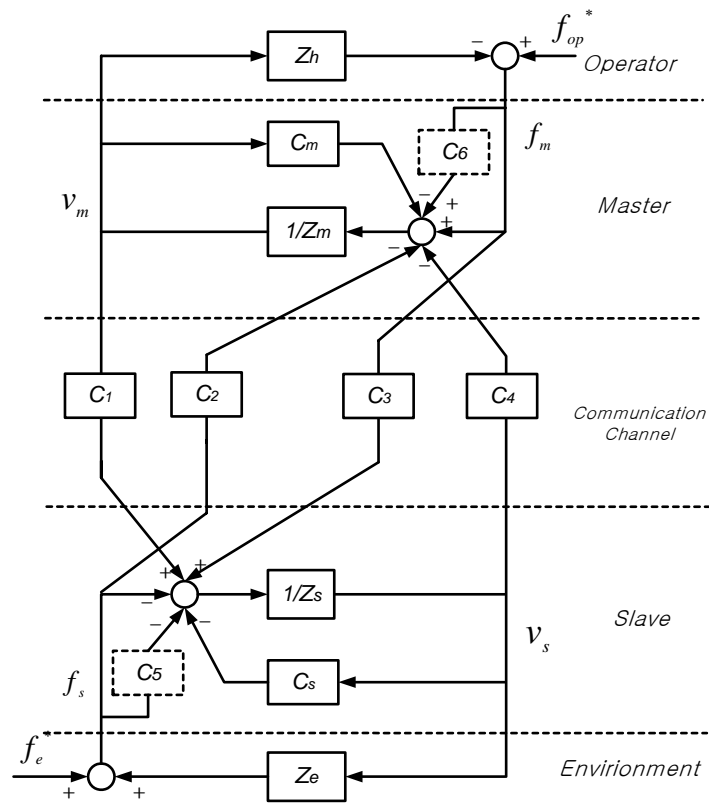 Zh
− +
f_op*
Operator
Cm
C6
f_m
v_m
− +
+
1/Zm
− −
Master
C1
C2
C3
C4
Communication
Channel
+ +
−
1/Zs
− −
C5
Cs
v_s
Slave
f_s
f_e*
+ +
Ze
Envirionment